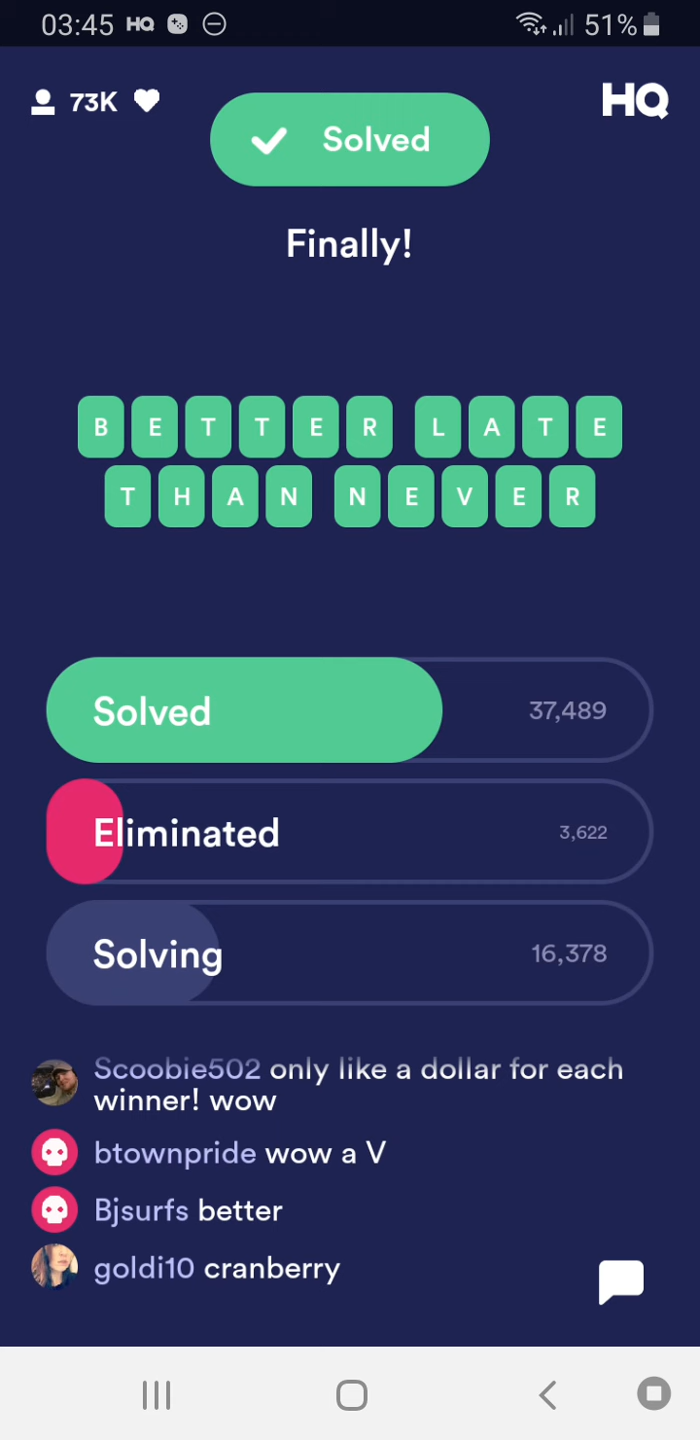 03:45 HQ 51%
73K HQ
Solved
Finally!
BETTER LATE
THAN NEVER
Solved 37,489
Eliminated 3,622
Solving 16,378
Scoobie502 only like a dollar for each
winner! wow
btownpride wow a V
Bjsurfs better
goldi10 cranberry